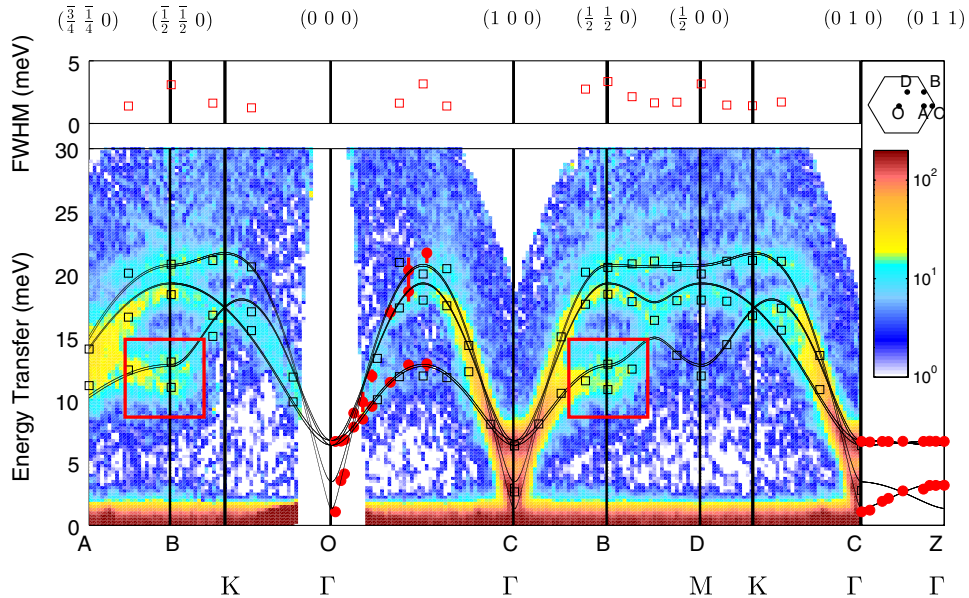 (3̅/4 1̅/4 0) (1̅/2 1̅/2 0) (0 0 0) (1 0 0) (1/2 1/2 0) (1/2 0 0) (0 1 0) (0 1 1)
FWHM (meV)
5
0
D B
O A C
Energy Transfer (meV)
30
25
20
15
10
5
0
10²
10¹
10⁰
A B O C B D C Z
K Γ Γ M K Γ Γ